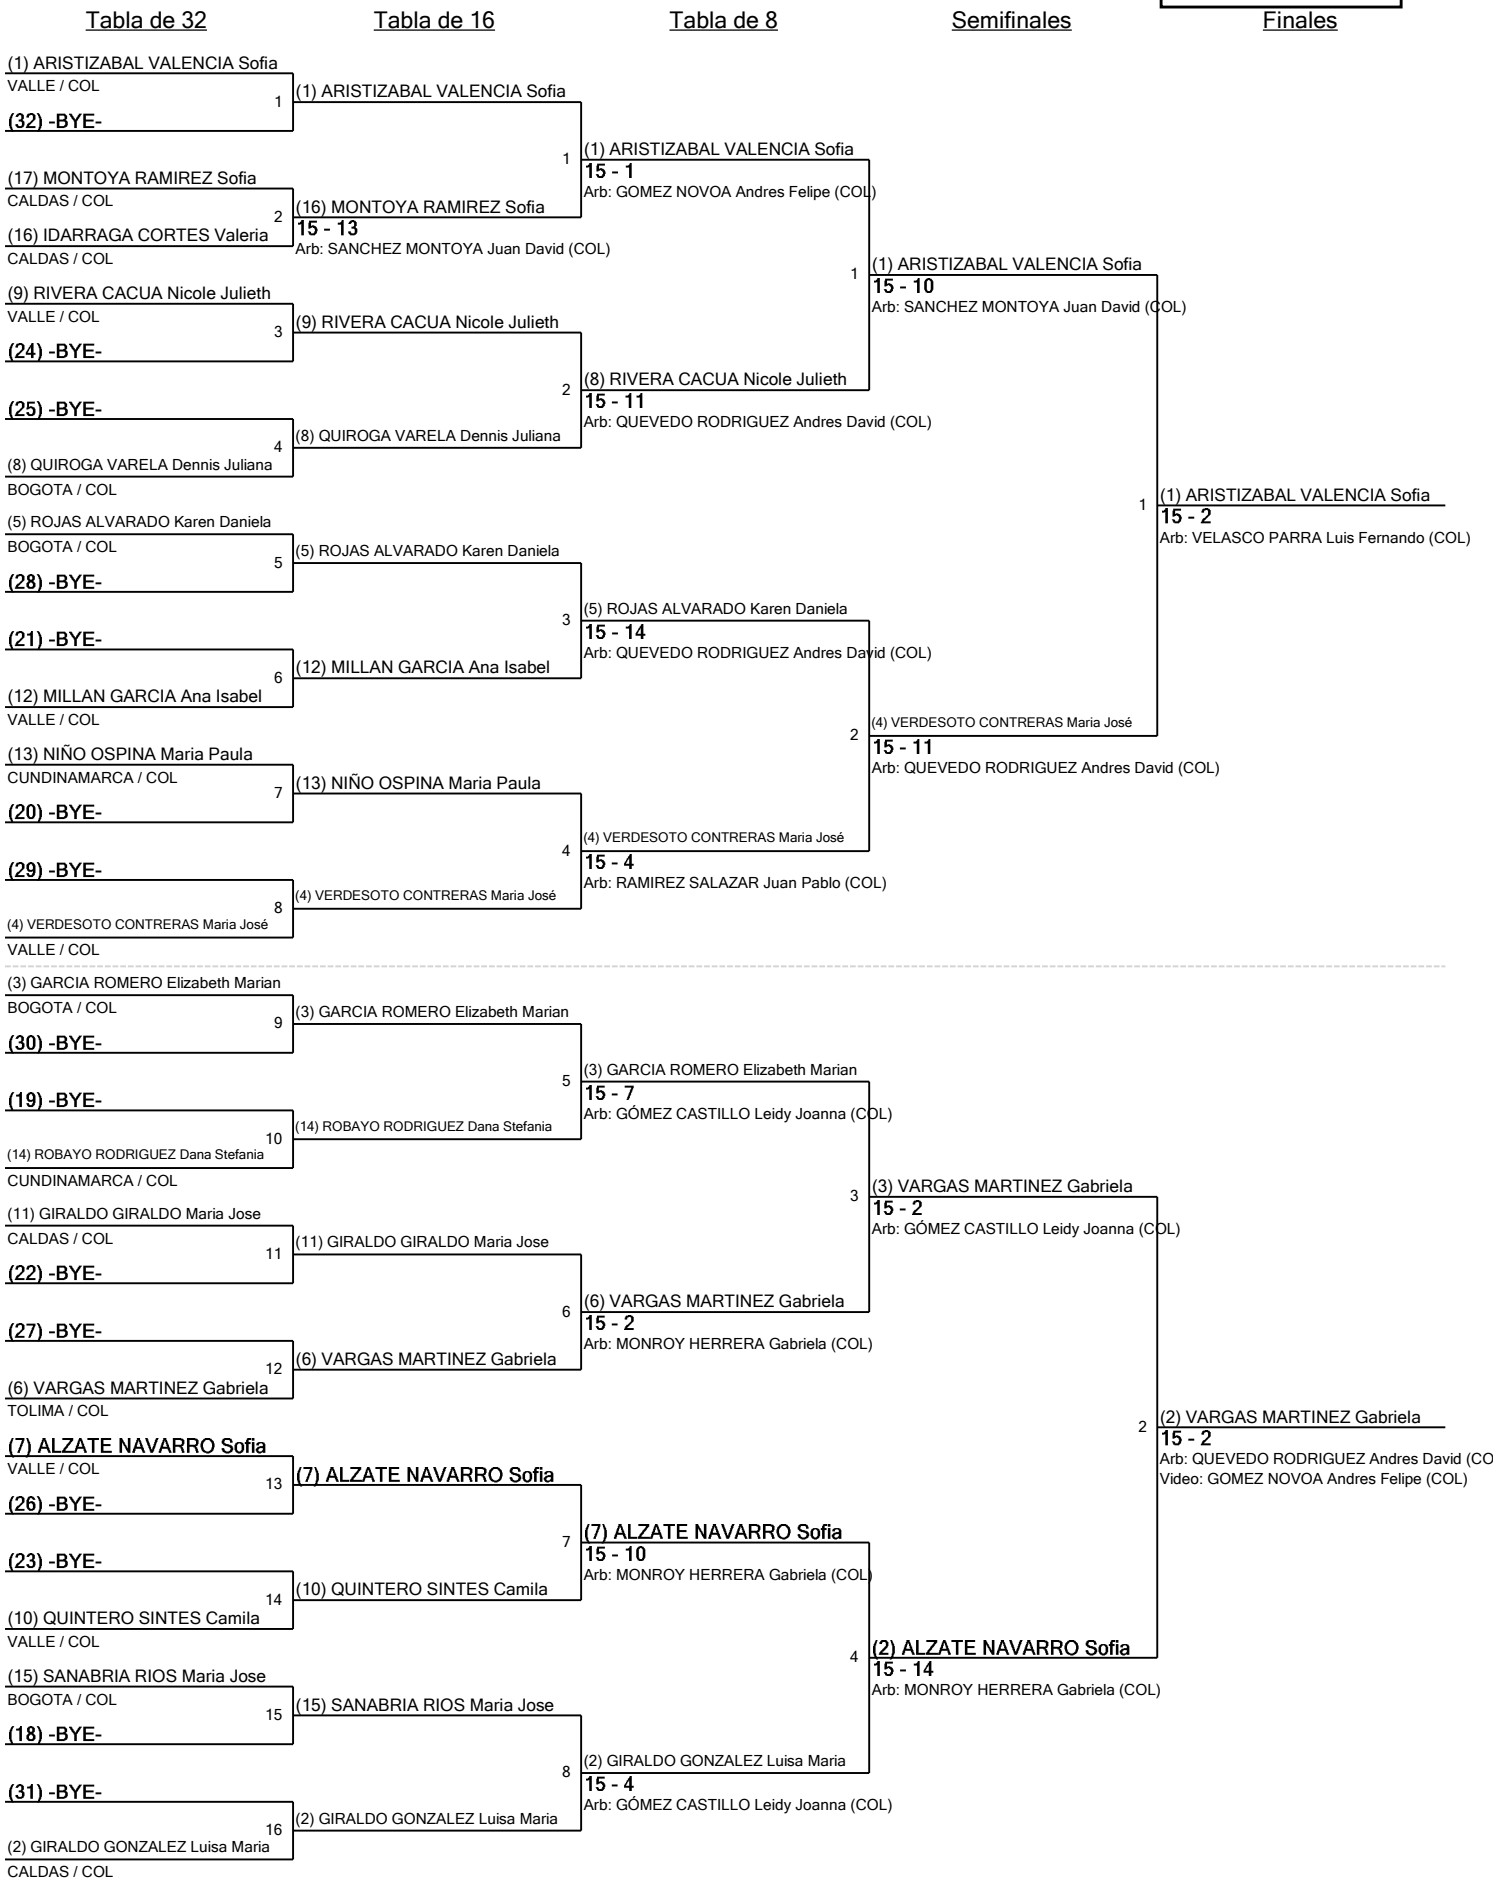 Tabla de 32
Tabla de 16
Tabla de 8
Semifinales
Finales
(1) ARISTIZABAL VALENCIA Sofia
VALLE / COL
1
(32) -BYE-
(17) MONTOYA RAMIREZ Sofia
CALDAS / COL
2
(16) IDARRAGA CORTES Valeria
CALDAS / COL
(9) RIVERA CACUA Nicole Julieth
VALLE / COL
3
(24) -BYE-
(25) -BYE-
4
(8) QUIROGA VARELA Dennis Juliana
BOGOTA / COL
(5) ROJAS ALVARADO Karen Daniela
BOGOTA / COL
5
(28) -BYE-
(21) -BYE-
6
(12) MILLAN GARCIA Ana Isabel
VALLE / COL
(13) NIÑO OSPINA Maria Paula
CUNDINAMARCA / COL
7
(20) -BYE-
(29) -BYE-
8
(4) VERDESOTO CONTRERAS Maria José
VALLE / COL
(3) GARCIA ROMERO Elizabeth Marian
BOGOTA / COL
9
(30) -BYE-
(19) -BYE-
10
(14) ROBAYO RODRIGUEZ Dana Stefania
CUNDINAMARCA / COL
(11) GIRALDO GIRALDO Maria Jose
CALDAS / COL
11
(22) -BYE-
(27) -BYE-
12
(6) VARGAS MARTINEZ Gabriela
TOLIMA / COL
(7) ALZATE NAVARRO Sofia
VALLE / COL
13
(26) -BYE-
(23) -BYE-
14
(10) QUINTERO SINTES Camila
VALLE / COL
(15) SANABRIA RIOS Maria Jose
BOGOTA / COL
15
(18) -BYE-
(31) -BYE-
16
(2) GIRALDO GONZALEZ Luisa Maria
CALDAS / COL
(1) ARISTIZABAL VALENCIA Sofia
1
(16) MONTOYA RAMIREZ Sofia
15 - 13
Arb: SANCHEZ MONTOYA Juan David (COL)
(9) RIVERA CACUA Nicole Julieth
2
(8) QUIROGA VARELA Dennis Juliana
(5) ROJAS ALVARADO Karen Daniela
3
(12) MILLAN GARCIA Ana Isabel
(13) NIÑO OSPINA Maria Paula
4
(4) VERDESOTO CONTRERAS Maria José
(3) GARCIA ROMERO Elizabeth Marian
5
(14) ROBAYO RODRIGUEZ Dana Stefania
(11) GIRALDO GIRALDO Maria Jose
6
(6) VARGAS MARTINEZ Gabriela
(7) ALZATE NAVARRO Sofia
7
(10) QUINTERO SINTES Camila
(15) SANABRIA RIOS Maria Jose
8
(2) GIRALDO GONZALEZ Luisa Maria
(1) ARISTIZABAL VALENCIA Sofia
15 - 1
Arb: GOMEZ NOVOA Andres Felipe (COL)
1
(8) RIVERA CACUA Nicole Julieth
15 - 11
Arb: QUEVEDO RODRIGUEZ Andres David (COL)
(5) ROJAS ALVARADO Karen Daniela
15 - 14
Arb: QUEVEDO RODRIGUEZ Andres David (COL)
2
(4) VERDESOTO CONTRERAS Maria José
15 - 4
Arb: RAMIREZ SALAZAR Juan Pablo (COL)
(3) GARCIA ROMERO Elizabeth Marian
15 - 7
Arb: GÓMEZ CASTILLO Leidy Joanna (COL)
3
(6) VARGAS MARTINEZ Gabriela
15 - 2
Arb: MONROY HERRERA Gabriela (COL)
(7) ALZATE NAVARRO Sofia
15 - 10
Arb: MONROY HERRERA Gabriela (COL)
4
(2) GIRALDO GONZALEZ Luisa Maria
15 - 4
Arb: GÓMEZ CASTILLO Leidy Joanna (COL)
(1) ARISTIZABAL VALENCIA Sofia
15 - 10
Arb: SANCHEZ MONTOYA Juan David (COL)
1
(4) VERDESOTO CONTRERAS Maria José
15 - 11
Arb: QUEVEDO RODRIGUEZ Andres David (COL)
(3) VARGAS MARTINEZ Gabriela
15 - 2
Arb: GÓMEZ CASTILLO Leidy Joanna (COL)
2
(2) ALZATE NAVARRO Sofia
15 - 14
Arb: MONROY HERRERA Gabriela (COL)
(1) ARISTIZABAL VALENCIA Sofia
15 - 2
Arb: VELASCO PARRA Luis Fernando (COL)
(2) VARGAS MARTINEZ Gabriela
15 - 2
Arb: QUEVEDO RODRIGUEZ Andres David (CO
Video: GOMEZ NOVOA Andres Felipe (COL)